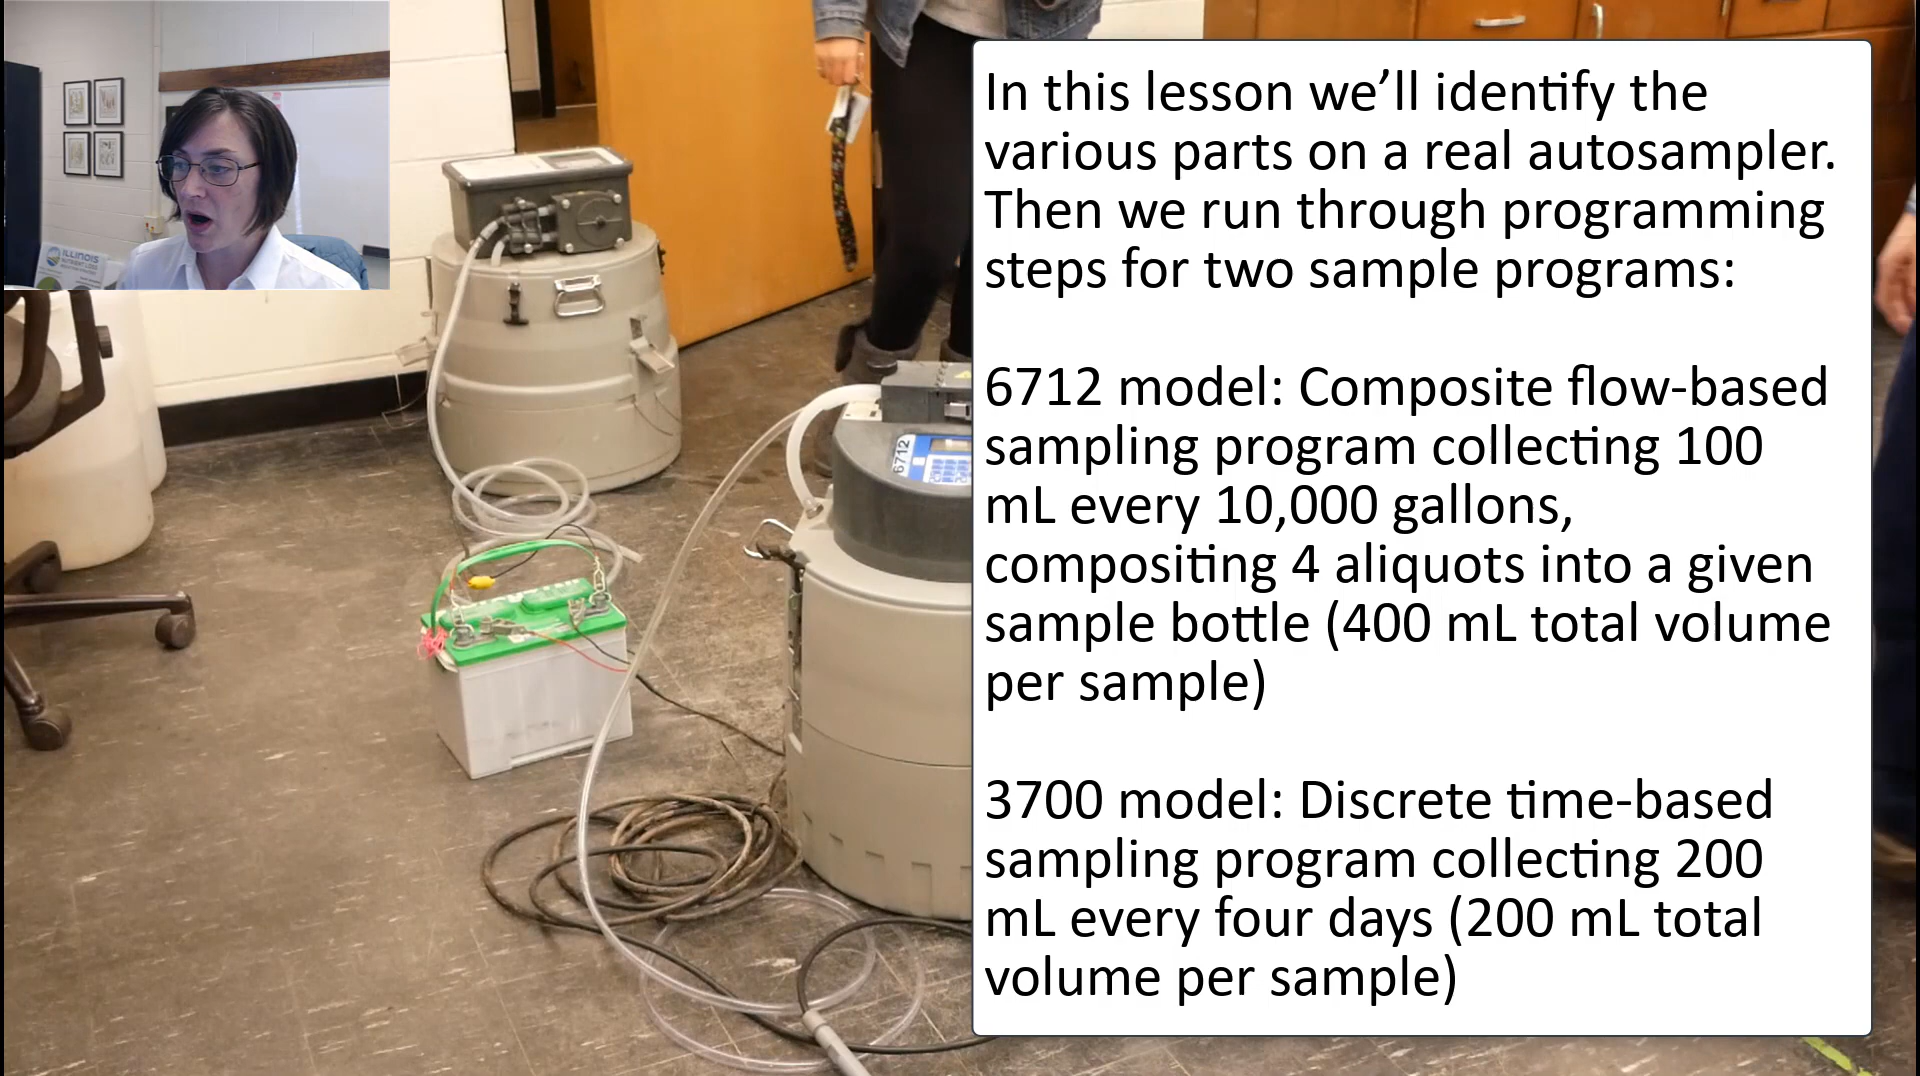 ILLINOIS
In this lesson we’ll identify the
various parts on a real autosampler.
Then we run through programming
steps for two sample programs:
6712 model: Composite flow-based
sampling program collecting 100
mL every 10,000 gallons,
compositing 4 aliquots into a given
sample bottle (400 mL total volume
per sample)
3700 model: Discrete time-based
sampling program collecting 200
mL every four days (200 mL total
volume per sample)
6712